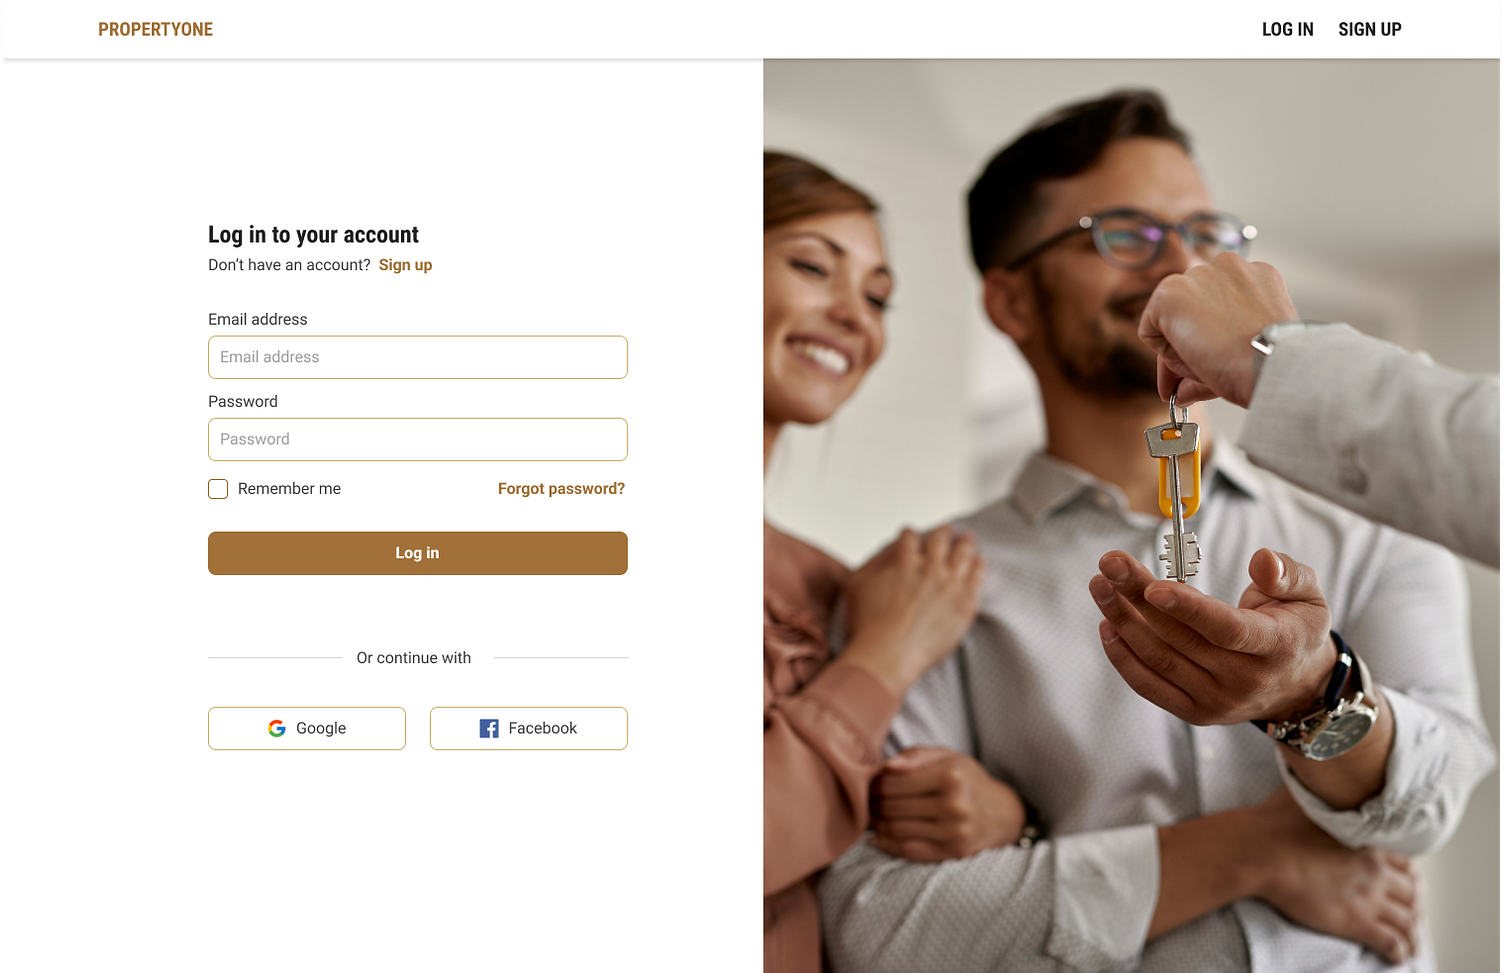 PROPERTYONE
LOG IN SIGN UP
Log in to your account
Don’t have an account? Sign up
Email address
Email address
Password
Password
Remember me Forgot password?
Log in
Or continue with
Google Facebook